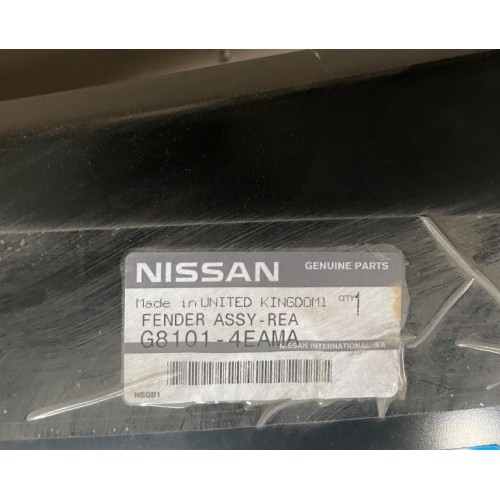 NISSAN GENUINE PARTS
Made in UNITED KINGDOM1 QTY 1
FENDER ASSY-REA
G8101-4EAMA
NISSAN INTERNATIONAL SA
NEGB1